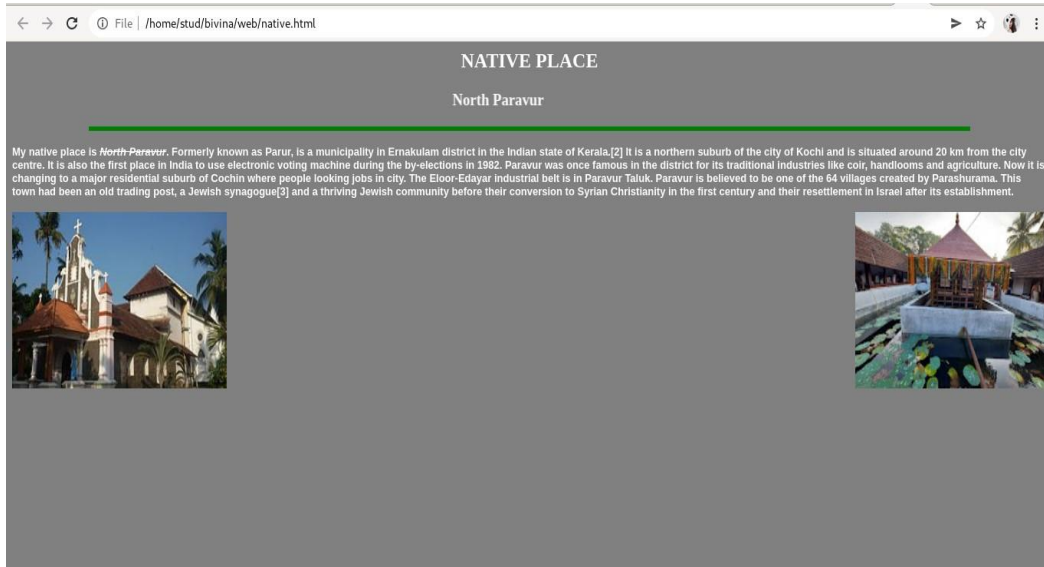 File | /home/stud/bivina/web/native.html
NATIVE PLACE
North Paravur
My native place is North Paravur. Formerly known as Parur, is a municipality in Ernakulam district in the Indian state of Kerala.[2] It is a northern suburb of the city of Kochi and is situated around 20 km from the city
centre. It is also the first place in India to use electronic voting machine during the by-elections in 1982. Paravur was once famous in the district for its traditional industries like coir, handlooms and agriculture. Now it is
changing to a major residential suburb of Cochin where people looking jobs in city. The Eloor-Edayar industrial belt is in Paravur Taluk. Paravur is believed to be one of the 64 villages created by Parashurama. This
town had been an old trading post, a Jewish synagogue[3] and a thriving Jewish community before their conversion to Syrian Christianity in the first century and their resettlement in Israel after its establishment.